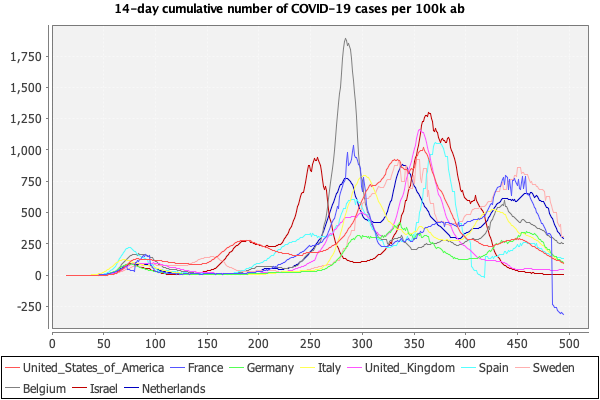 14-day cumulative number of COVID-19 cases per 100k ab
1,750
1,500
1,250
1,000
750
500
250
0
-250
0 50 100 150 200 250 300 350 400 450 500
United_States_of_America France Germany Italy United_Kingdom Spain Sweden
Belgium Israel Netherlands